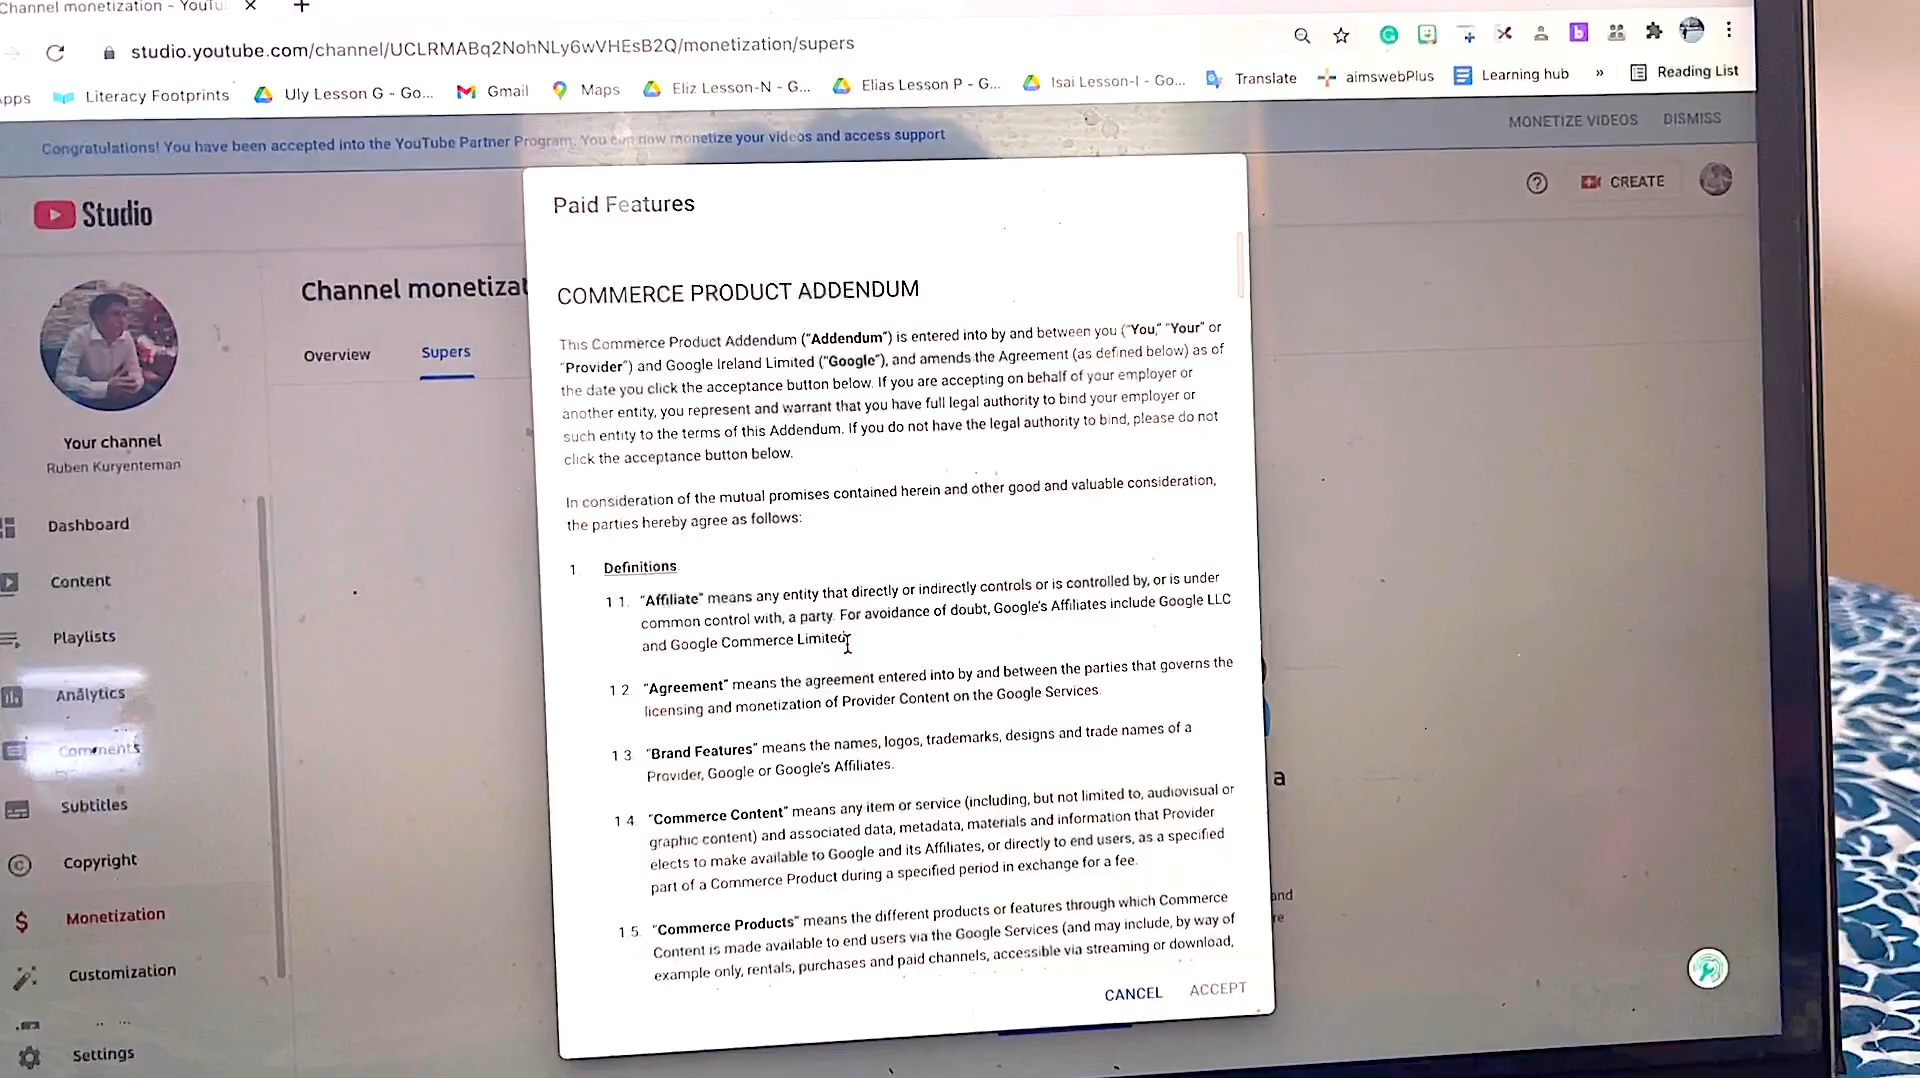 Channel monetization - YouTu
studio.youtube.com/channel/UCLRMABq2NohNLy6wVHEsB2Q/monetization/supers
pps
Literacy Footprints
Uly Lesson G - Go...
Gmail
Maps
Eliz Lesson-N - G...
Elias Lesson P - G...
Isai Lesson-I - Go...
Translate
aimswebPlus
Learning hub
»
Reading List
Congratulations! You have been accepted into the YouTube Partner Program. You can now monetize your videos and access support
MONETIZE VIDEOS
DISMISS
Studio
CREATE
Your channel
Ruben Kuryenteman
Dashboard
Content
Playlists
Analytics
Comments
Subtitles
Copyright
Monetization
Customization
Settings
Channel monetizat
Overview
Supers
Paid Features
COMMERCE PRODUCT ADDENDUM
This Commerce Product Addendum (“Addendum”) is entered into by and between you (“You,” “Your” or
“Provider”) and Google Ireland Limited (“Google”), and amends the Agreement (as defined below) as of
the date you click the acceptance button below. If you are accepting on behalf of your employer or
another entity, you represent and warrant that you have full legal authority to bind your employer or
such entity to the terms of this Addendum. If you do not have the legal authority to bind, please do not
click the acceptance button below.
In consideration of the mutual promises contained herein and other good and valuable consideration,
the parties hereby agree as follows:
1. Definitions
1.1. “Affiliate” means any entity that directly or indirectly controls or is controlled by, or is under
common control with, a party. For avoidance of doubt, Google's Affiliates include Google LLC
and Google Commerce Limited.
1.2. “Agreement” means the agreement entered into by and between the parties that governs the
licensing and monetization of Provider Content on the Google Services.
1.3. “Brand Features” means the names, logos, trademarks, designs and trade names of a
Provider, Google or Google's Affiliates.
1.4. “Commerce Content” means any item or service (including, but not limited to, audiovisual or
graphic content) and associated data, metadata, materials and information that Provider
elects to make available to Google and its Affiliates, or directly to end users, as a specified
part of a Commerce Product during a specified period in exchange for a fee.
1.5. “Commerce Products” means the different products or features through which Commerce
Content is made available to end users via the Google Services (and may include, by way of
example only, rentals, purchases and paid channels, accessible via streaming or download,
CANCEL
ACCEPT
a
and
re